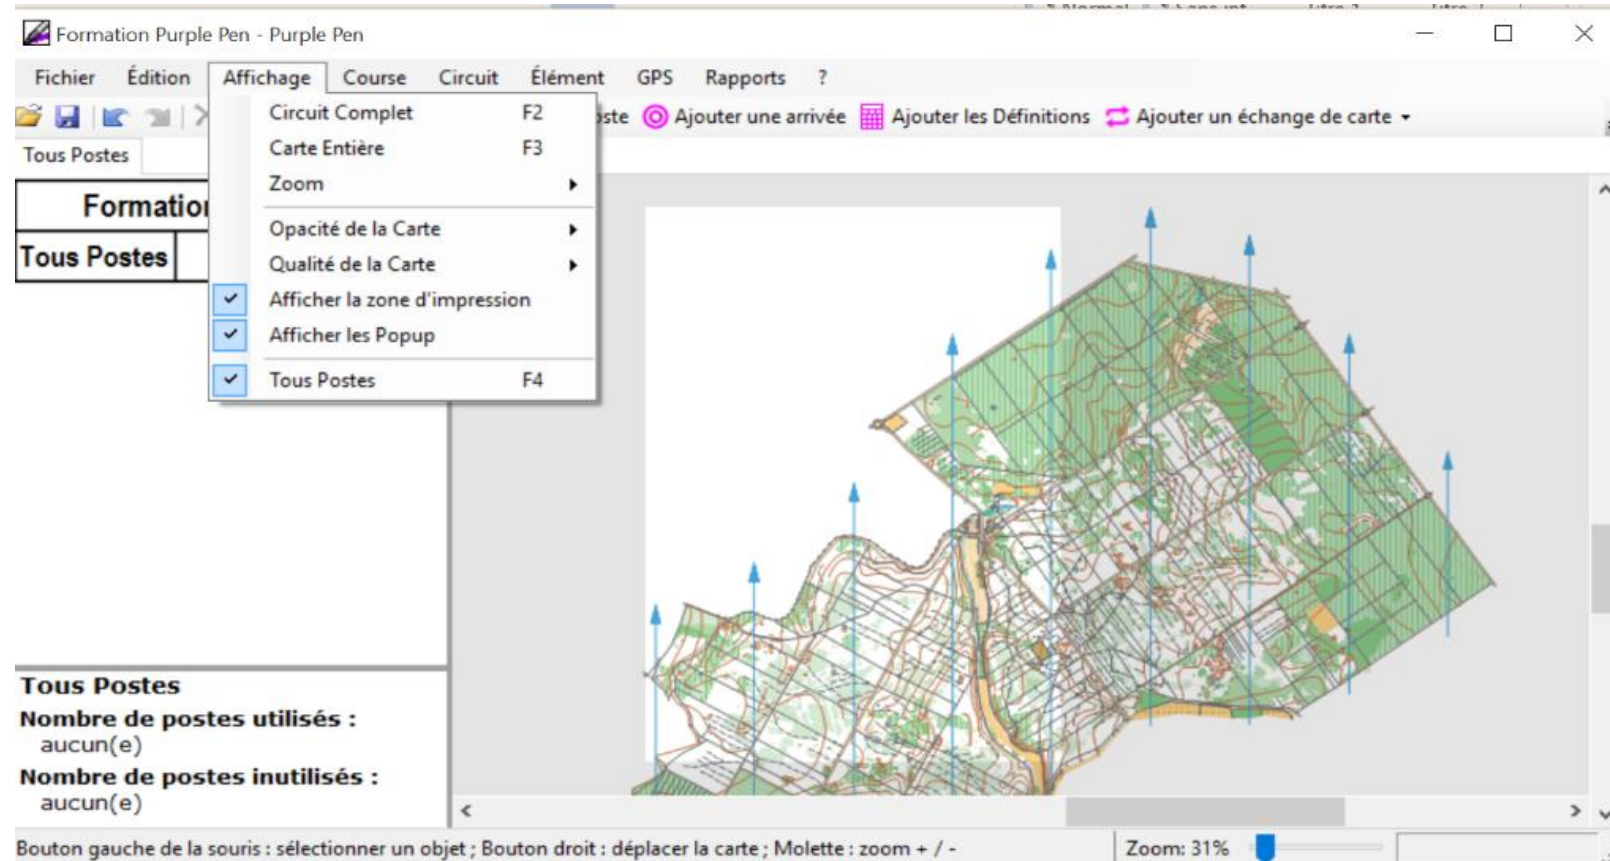 Formation Purple Pen - Purple Pen
Fichier Édition Affichage Course Circuit Élément GPS Rapports ?
Ajouter une arrivée Ajouter les Définitions Ajouter un échange de carte
Tous Postes
Circuit Complet F2
Carte Entière F3
Zoom
Opacité de la Carte
Qualité de la Carte
Afficher la zone d'impression
Afficher les Popup
Tous Postes F4
Formation
Tous Postes
Tous Postes
Nombre de postes utilisés :
aucun(e)
Nombre de postes inutilisés :
aucun(e)
Bouton gauche de la souris : sélectionner un objet ; Bouton droit : déplacer la carte ; Molette : zoom + / - Zoom: 31%